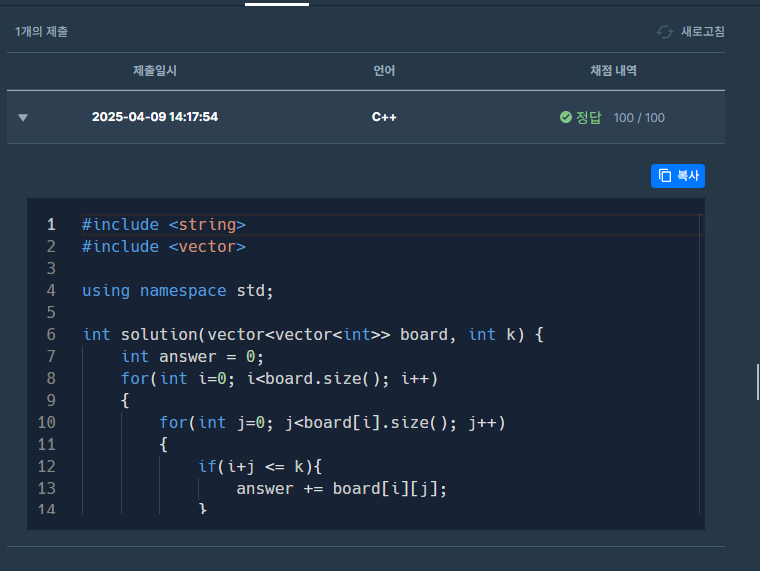 1개의 제출 새로고침
제출일시 언어 채점 내역
2025-04-09 14:17:54 C++ 정답 100 / 100
복사
1 #include <string>
2 #include <vector>
3
4 using namespace std;
5
6 int solution(vector<vector<int>> board, int k) {
7     int answer = 0;
8     for(int i=0; i<board.size(); i++)
9     {
10         for(int j=0; j<board[i].size(); j++)
11         {
12             if(i+j <= k){
13                 answer += board[i][j];
14             }